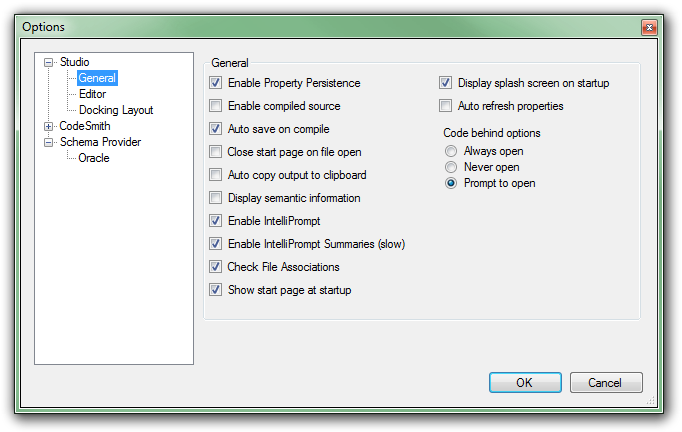 Options
Studio
General
Editor
Docking Layout
CodeSmith
Schema Provider
Oracle
General
Enable Property Persistence
Enable compiled source
Auto save on compile
Close start page on file open
Auto copy output to clipboard
Display semantic information
Enable IntelliPrompt
Enable IntelliPrompt Summaries (slow)
Check File Associations
Show start page at startup
Display splash screen on startup
Auto refresh properties
Code behind options
Always open
Never open
Prompt to open
OK
Cancel